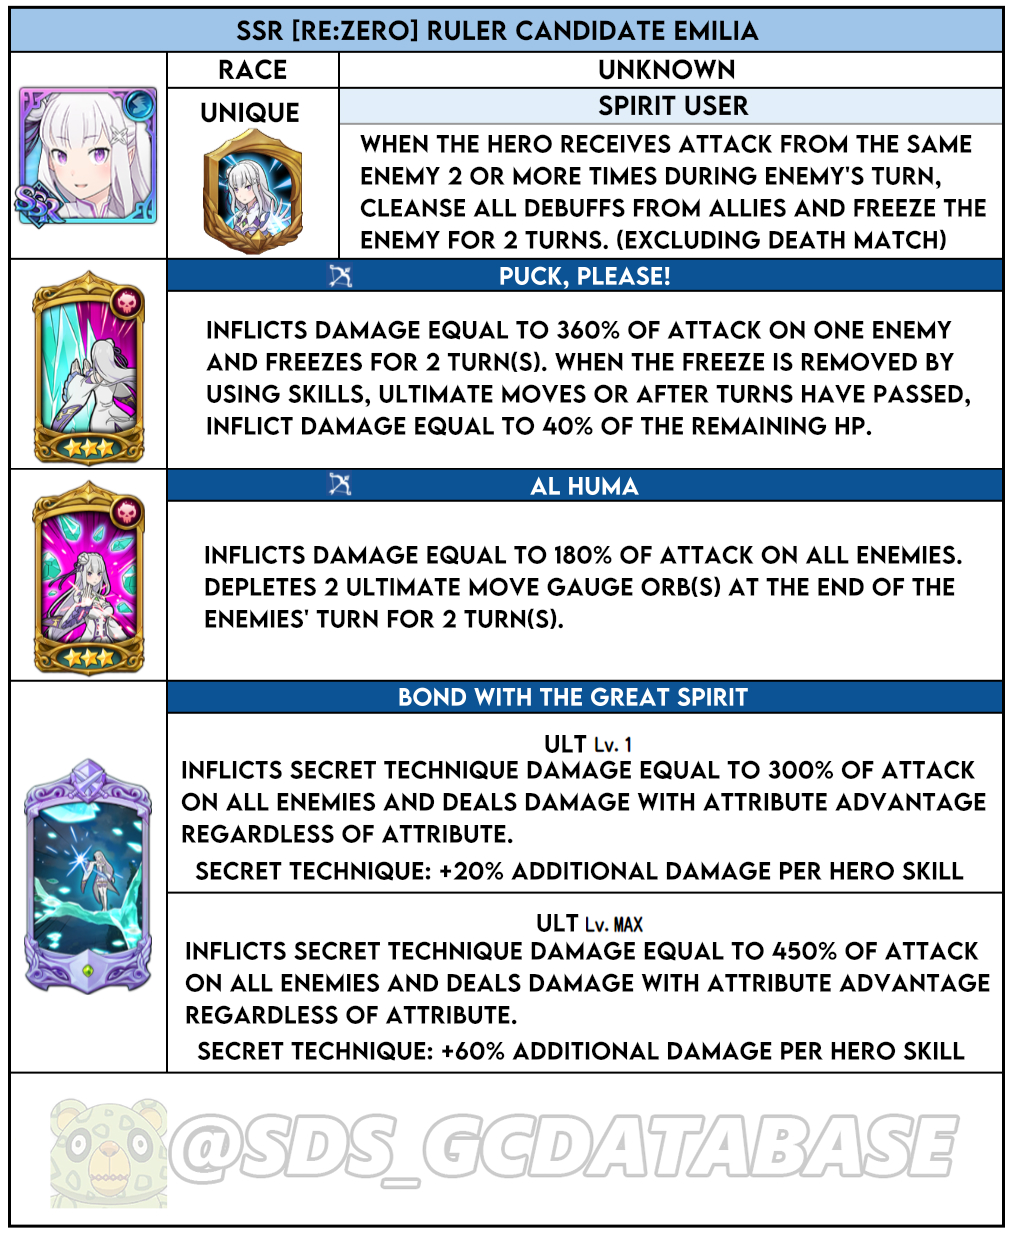 SSR [RE:ZERO] RULER CANDIDATE EMILIA
RACE
UNKNOWN
UNIQUE
SPIRIT USER
WHEN THE HERO RECEIVES ATTACK FROM THE SAME
ENEMY 2 OR MORE TIMES DURING ENEMY'S TURN,
CLEANSE ALL DEBUFFS FROM ALLIES AND FREEZE THE
ENEMY FOR 2 TURNS. (EXCLUDING DEATH MATCH)
SSR
PUCK, PLEASE!
INFLICTS DAMAGE EQUAL TO 360% OF ATTACK ON ONE ENEMY
AND FREEZES FOR 2 TURN(S). WHEN THE FREEZE IS REMOVED BY
USING SKILLS, ULTIMATE MOVES OR AFTER TURNS HAVE PASSED,
INFLICT DAMAGE EQUAL TO 40% OF THE REMAINING HP.
AL HUMA
INFLICTS DAMAGE EQUAL TO 180% OF ATTACK ON ALL ENEMIES.
DEPLETES 2 ULTIMATE MOVE GAUGE ORB(S) AT THE END OF THE
ENEMIES' TURN FOR 2 TURN(S).
BOND WITH THE GREAT SPIRIT
ULT Lv. 1
INFLICTS SECRET TECHNIQUE DAMAGE EQUAL TO 300% OF ATTACK
ON ALL ENEMIES AND DEALS DAMAGE WITH ATTRIBUTE ADVANTAGE
REGARDLESS OF ATTRIBUTE.
SECRET TECHNIQUE: +20% ADDITIONAL DAMAGE PER HERO SKILL
ULT Lv. MAX
INFLICTS SECRET TECHNIQUE DAMAGE EQUAL TO 450% OF ATTACK
ON ALL ENEMIES AND DEALS DAMAGE WITH ATTRIBUTE ADVANTAGE
REGARDLESS OF ATTRIBUTE.
SECRET TECHNIQUE: +60% ADDITIONAL DAMAGE PER HERO SKILL
@SDS_GCDATABASE